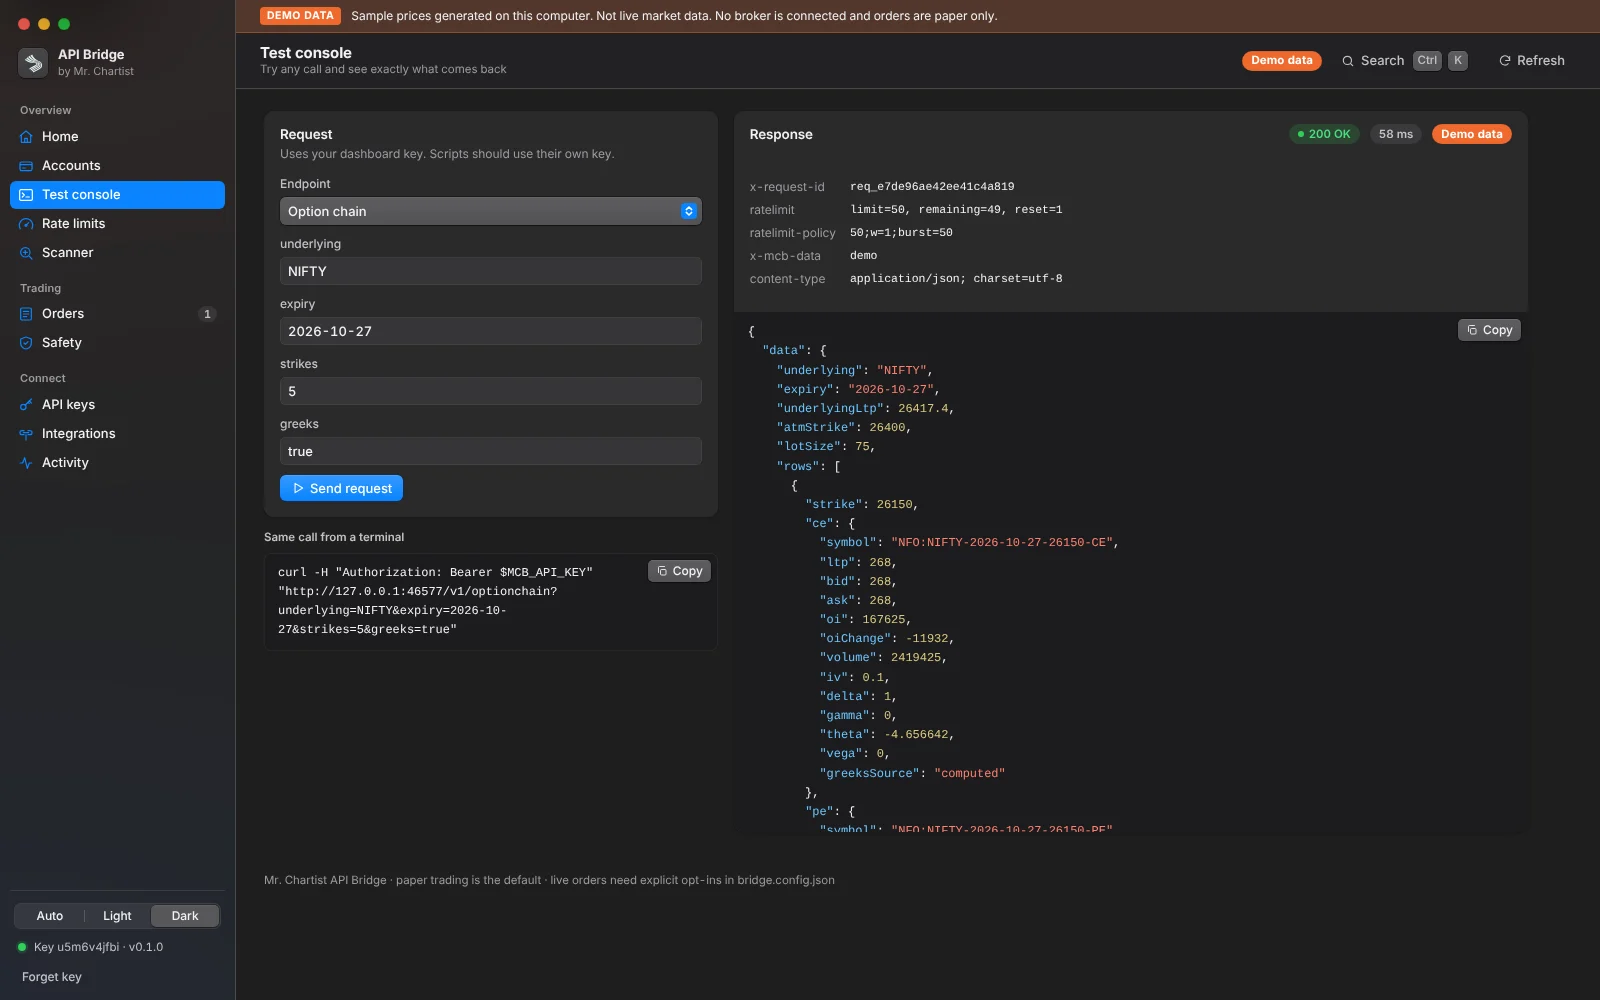 DEMO DATA Sample prices generated on this computer. Not live market data. No broker is connected and orders are paper only.
API Bridge
by Mr. Chartist
Overview
Home
Accounts
Test console
Rate limits
Scanner
Trading
Orders 1
Safety
Connect
API keys
Integrations
Activity
Auto Light Dark
Key u5m6v4jfbi · v0.1.0
Forget key
Test console
Try any call and see exactly what comes back
Demo data Search Ctrl K Refresh
Request
Uses your dashboard key. Scripts should use their own key.
Endpoint
Option chain
underlying
NIFTY
expiry
2026-10-27
strikes
5
greeks
true
Send request
Same call from a terminal
Copy
curl -H "Authorization: Bearer $MCB_API_KEY"
"http://127.0.0.1:46577/v1/optionchain?
underlying=NIFTY&expiry=2026-10-
27&strikes=5&greeks=true"
Response 200 OK 58 ms Demo data
x-request-id req_e7de96ae42ee41c4a819
ratelimit limit=50, remaining=49, reset=1
ratelimit-policy 50;w=1;burst=50
x-mcb-data demo
content-type application/json; charset=utf-8
Copy
{
"data": {
"underlying": "NIFTY",
"expiry": "2026-10-27",
"underlyingLtp": 26417.4,
"atmStrike": 26400,
"lotSize": 75,
"rows": [
{
"strike": 26150,
"ce": {
"symbol": "NFO:NIFTY-2026-10-27-26150-CE",
"ltp": 268,
"bid": 268,
"ask": 268,
"oi": 167625,
"oiChange": -11932,
"volume": 2419425,
"iv": 0.1,
"delta": 1,
"gamma": 0,
"theta": -4.656642,
"vega": 0,
"greeksSource": "computed"
},
"pe": {
"symbol": "NFO:NIFTY-2026-10-27-26150-PE"
Mr. Chartist API Bridge · paper trading is the default · live orders need explicit opt-ins in bridge.config.json